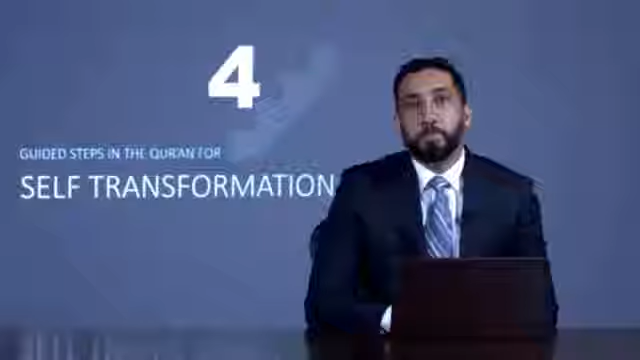 4
GUIDED STEPS IN THE QUR'AN FOR
SELF TRANSFORMATION